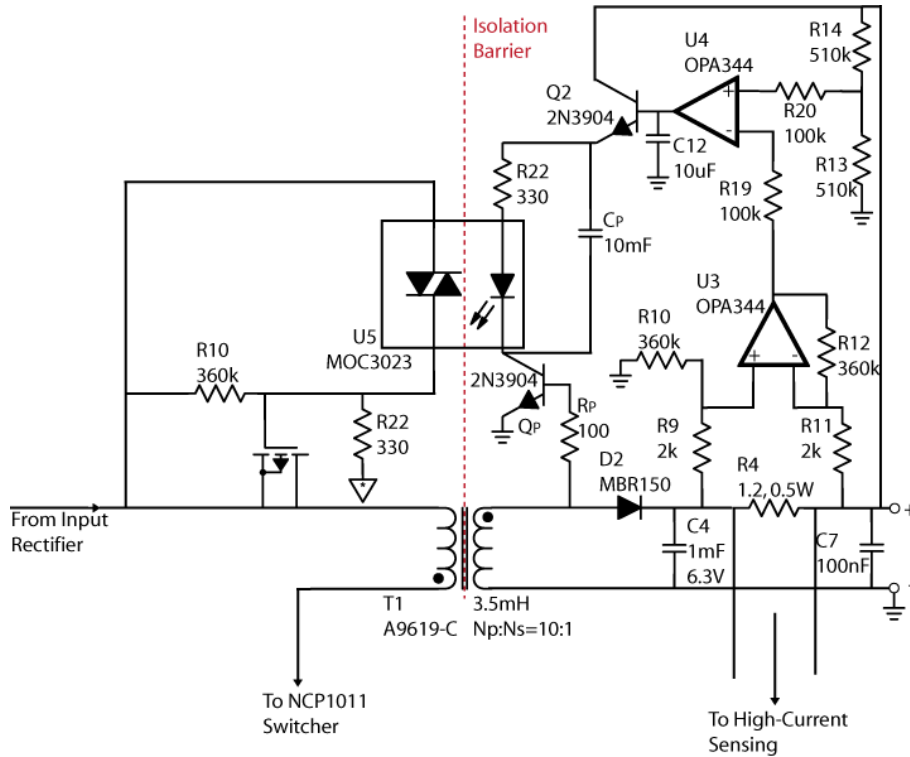 Isolation
Barrier
R14
510k
U4
OPA344
+
-
R20
100k
Q2
2N3904
C12
10uF
R13
510k
R22
330
R19
100k
CP
10mF
U3
OPA344
+
-
R12
360k
U5
MOC3023
R10
360k
R10
360k
2N3904
QP
RP
100
R22
330
*
R9
2k
R11
2k
D2
MBR150
R4
1.2, 0.5W
From Input
Rectifier
C4
1mF
6.3V
C7
100nF
+
-
T1
A9619-C
3.5mH
Np:Ns=10:1
To NCP1011
Switcher
To High-Current
Sensing